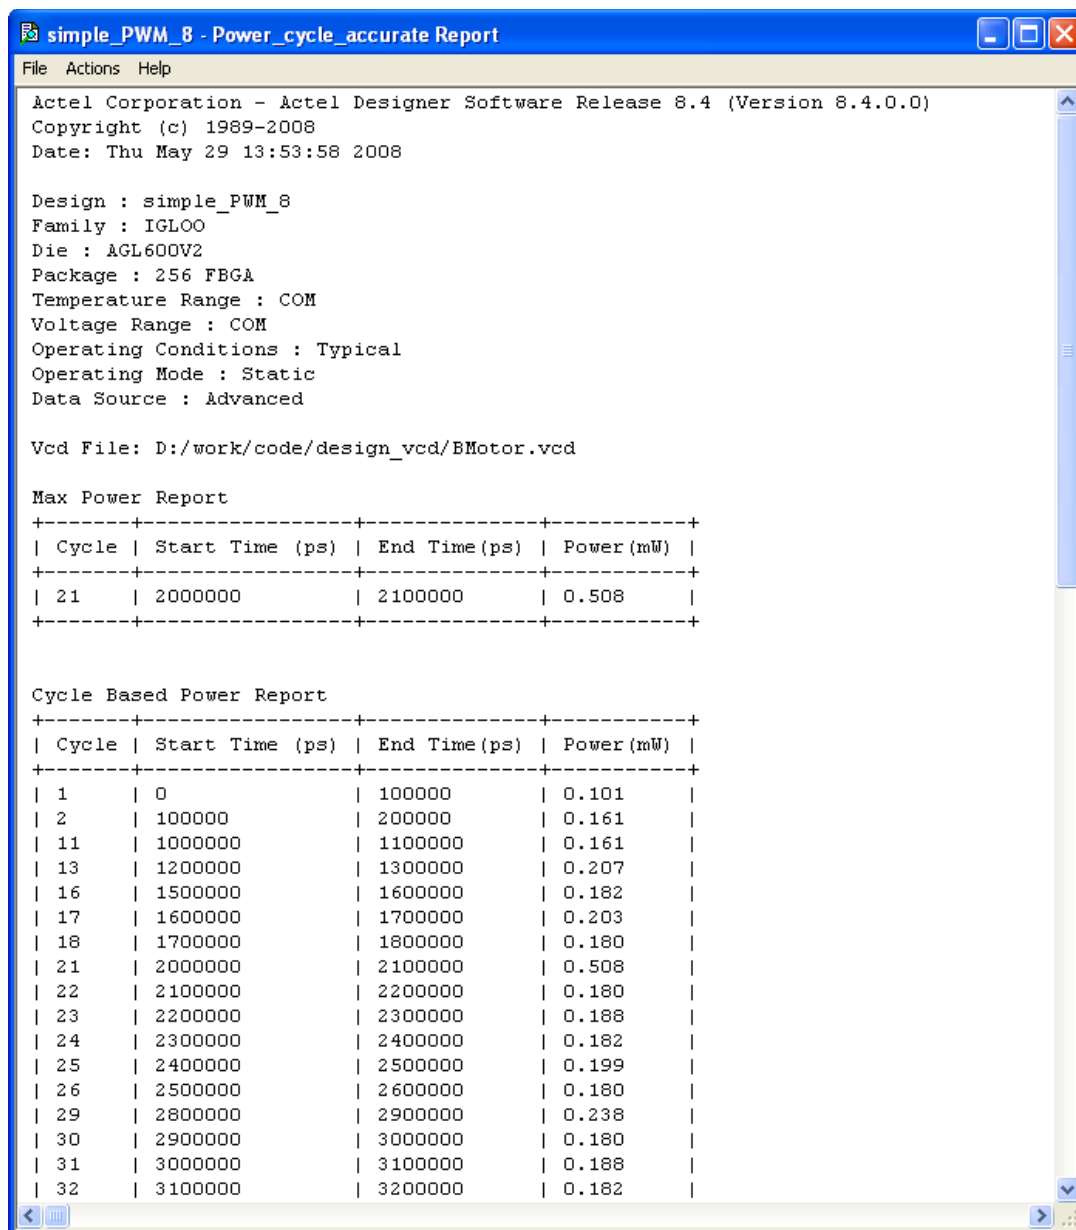 simple_PWM_8 - Power_cycle_accurate Report
File Actions Help
Actel Corporation - Actel Designer Software Release 8.4 (Version 8.4.0.0)
Copyright (c) 1989-2008
Date: Thu May 29 13:53:58 2008
Design : simple_PWM_8
Family : IGLOO
Die : AGL600V2
Package : 256 FBGA
Temperature Range : COM
Voltage Range : COM
Operating Conditions : Typical
Operating Mode : Static
Data Source : Advanced
Vcd File: D:/work/code/design_vcd/BMotor.vcd
Max Power Report
+-------+-----------------+--------------+-----------+
| Cycle | Start Time (ps) | End Time(ps) | Power(mW) |
+-------+-----------------+--------------+-----------+
| 21    | 2000000         | 2100000      | 0.508     |
+-------+-----------------+--------------+-----------+
Cycle Based Power Report
+-------+-----------------+--------------+-----------+
| Cycle | Start Time (ps) | End Time(ps) | Power(mW) |
+-------+-----------------+--------------+-----------+
| 1     | 0               | 100000       | 0.101     |
| 2     | 100000          | 200000       | 0.161     |
| 11    | 1000000         | 1100000      | 0.161     |
| 13    | 1200000         | 1300000      | 0.207     |
| 16    | 1500000         | 1600000      | 0.182     |
| 17    | 1600000         | 1700000      | 0.203     |
| 18    | 1700000         | 1800000      | 0.180     |
| 21    | 2000000         | 2100000      | 0.508     |
| 22    | 2100000         | 2200000      | 0.180     |
| 23    | 2200000         | 2300000      | 0.188     |
| 24    | 2300000         | 2400000      | 0.182     |
| 25    | 2400000         | 2500000      | 0.199     |
| 26    | 2500000         | 2600000      | 0.180     |
| 29    | 2800000         | 2900000      | 0.238     |
| 30    | 2900000         | 3000000      | 0.180     |
| 31    | 3000000         | 3100000      | 0.188     |
| 32    | 3100000         | 3200000      | 0.182     |